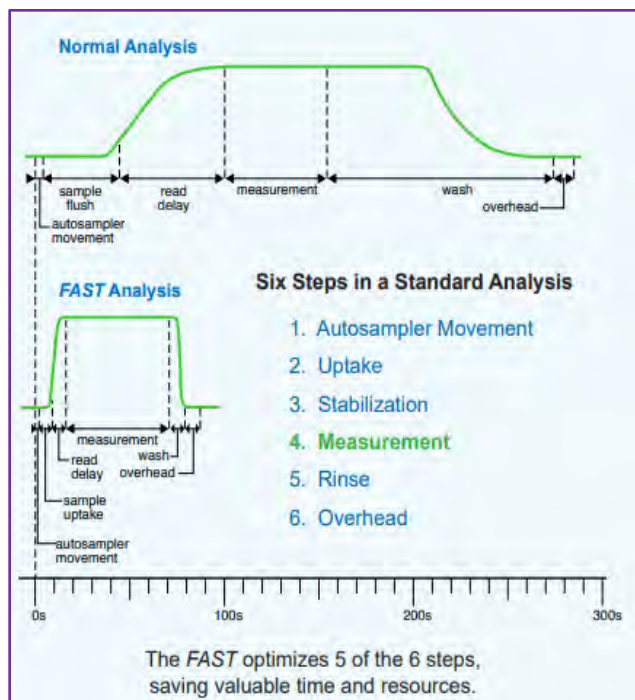 Normal Analysis
sample
flush
read
delay
measurement
wash
overhead
autosampler
movement
FAST Analysis
measurement
read
delay
wash
overhead
sample
uptake
autosampler
movement
Six Steps in a Standard Analysis
1. Autosampler Movement
2. Uptake
3. Stabilization
4. Measurement
5. Rinse
6. Overhead
0s 100s 200s 300s
The FAST optimizes 5 of the 6 steps,
saving valuable time and resources.